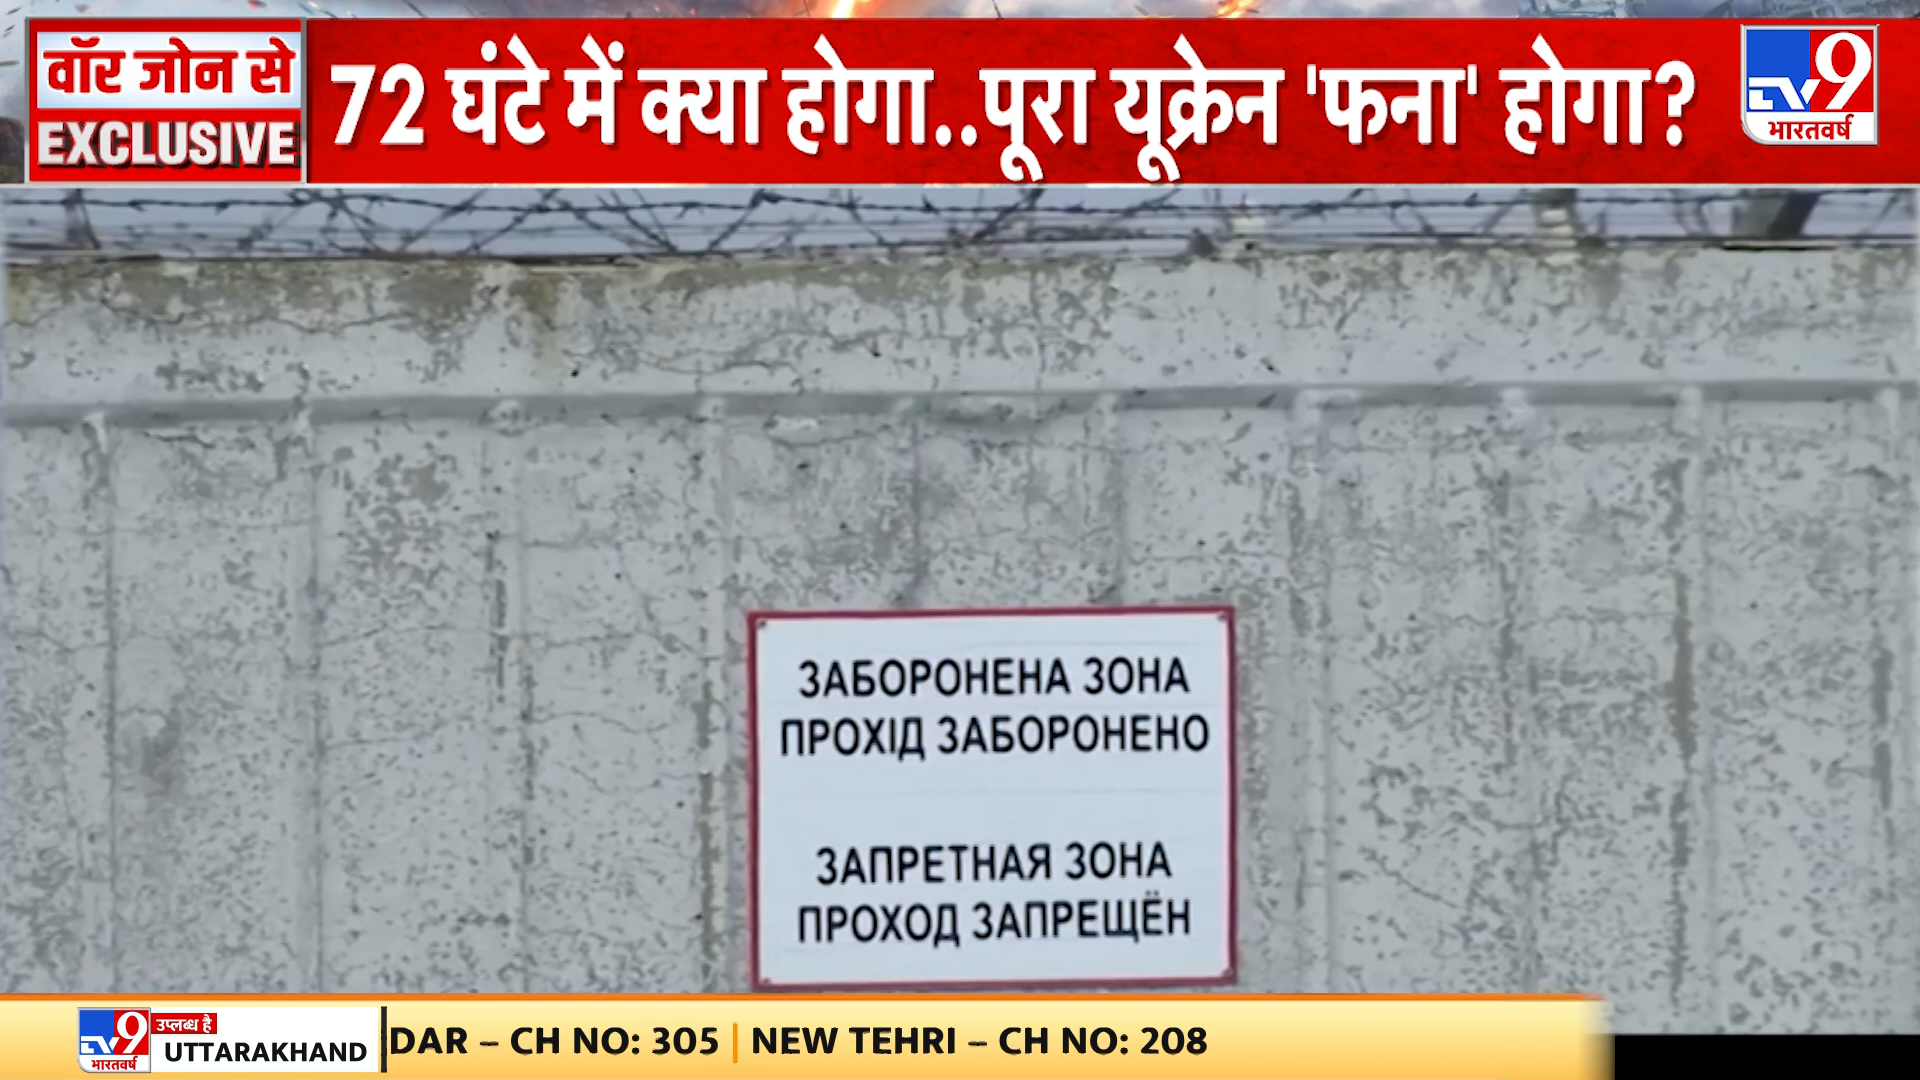 वॉर जोन से
EXCLUSIVE
72 घंटे में क्या होगा..पूरा यूक्रेन 'फना' होगा?
TV9
भारतवर्ष
ЗАБОРОНЕНА ЗОНА
ПРОХІД ЗАБОРОНЕНО
ЗАПРЕТНАЯ ЗОНА
ПРОХОД ЗАПРЕЩЁН
TV9
भारतवर्ष
उपलब्ध है
UTTARAKHAND
DAR – CH NO: 305 | NEW TEHRI – CH NO: 208